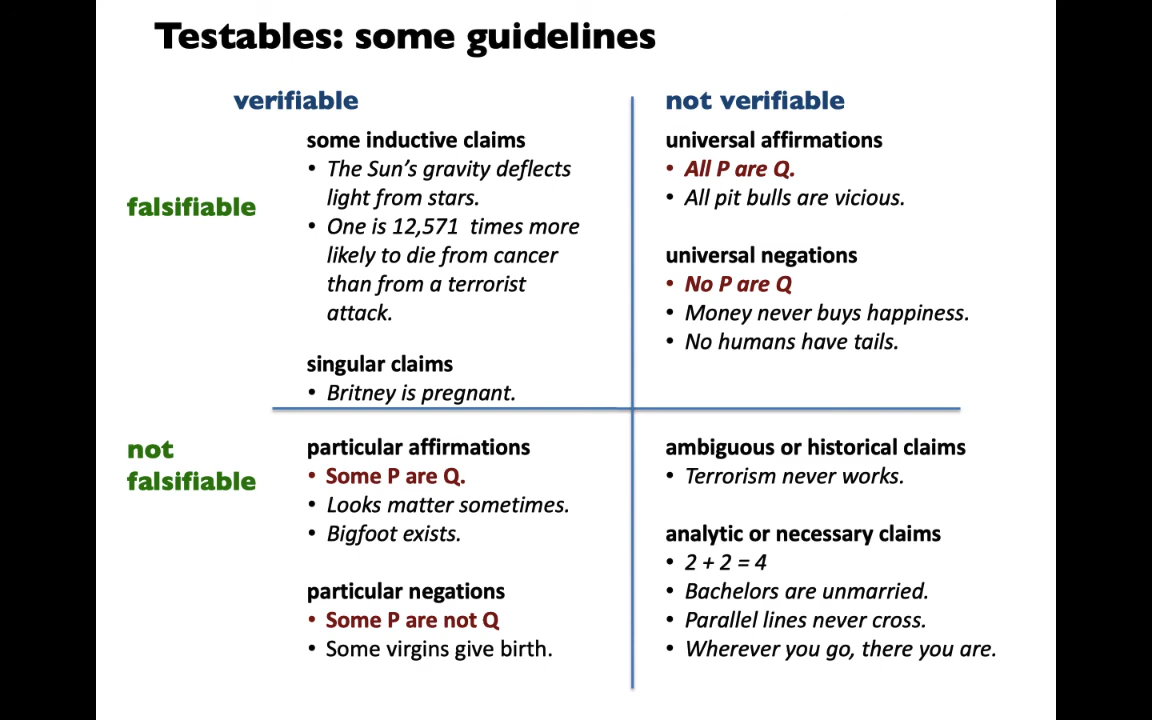 Testables: some guidelines
verifiable
not verifiable
falsifiable
some inductive claims
• The Sun's gravity deflects
light from stars.
• One is 12,571 times more
likely to die from cancer
than from a terrorist
attack.
singular claims
• Britney is pregnant.
universal affirmations
• All P are Q.
• All pit bulls are vicious.
universal negations
• No P are Q
• Money never buys happiness.
• No humans have tails.
not
falsifiable
particular affirmations
• Some P are Q.
• Looks matter sometimes.
• Bigfoot exists.
particular negations
• Some P are not Q
• Some virgins give birth.
ambiguous or historical claims
• Terrorism never works.
analytic or necessary claims
• 2 + 2 = 4
• Bachelors are unmarried.
• Parallel lines never cross.
• Wherever you go, there you are.